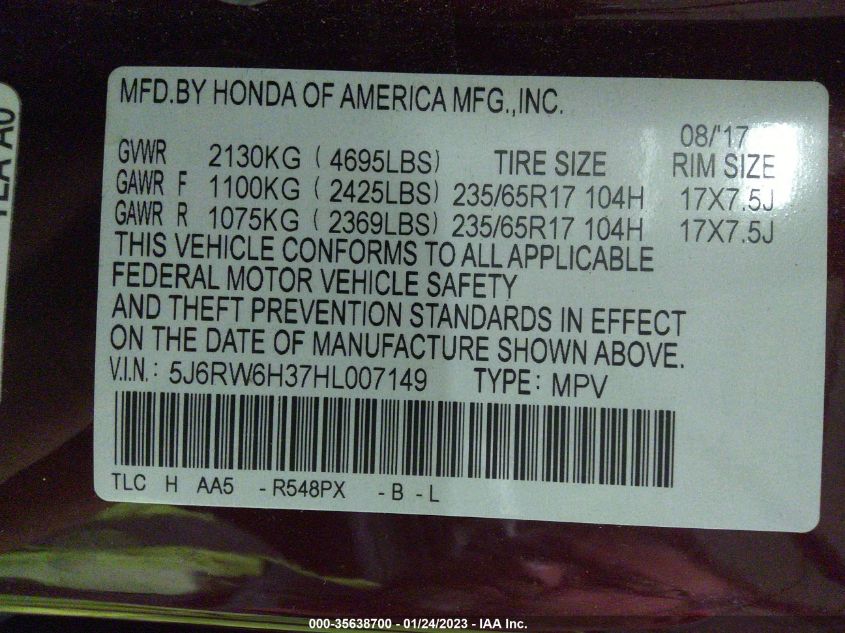 MFD.BY HONDA OF AMERICA MFG.,INC.
08/'17
GVWR 2130KG ( 4695LBS) TIRE SIZE RIM SIZE
GAWR F 1100KG ( 2425LBS) 235/65R17 104H 17X7.5J
GAWR R 1075KG ( 2369LBS) 235/65R17 104H 17X7.5J
THIS VEHICLE CONFORMS TO ALL APPLICABLE
FEDERAL MOTOR VEHICLE SAFETY
AND THEFT PREVENTION STANDARDS IN EFFECT
ON THE DATE OF MANUFACTURE SHOWN ABOVE.
V.I.N.: 5J6RW6H37HL007149 TYPE: MPV
TLC H AA5 -R548PX -B-L
000-35638700 - 01/24/2023 - IAA Inc.